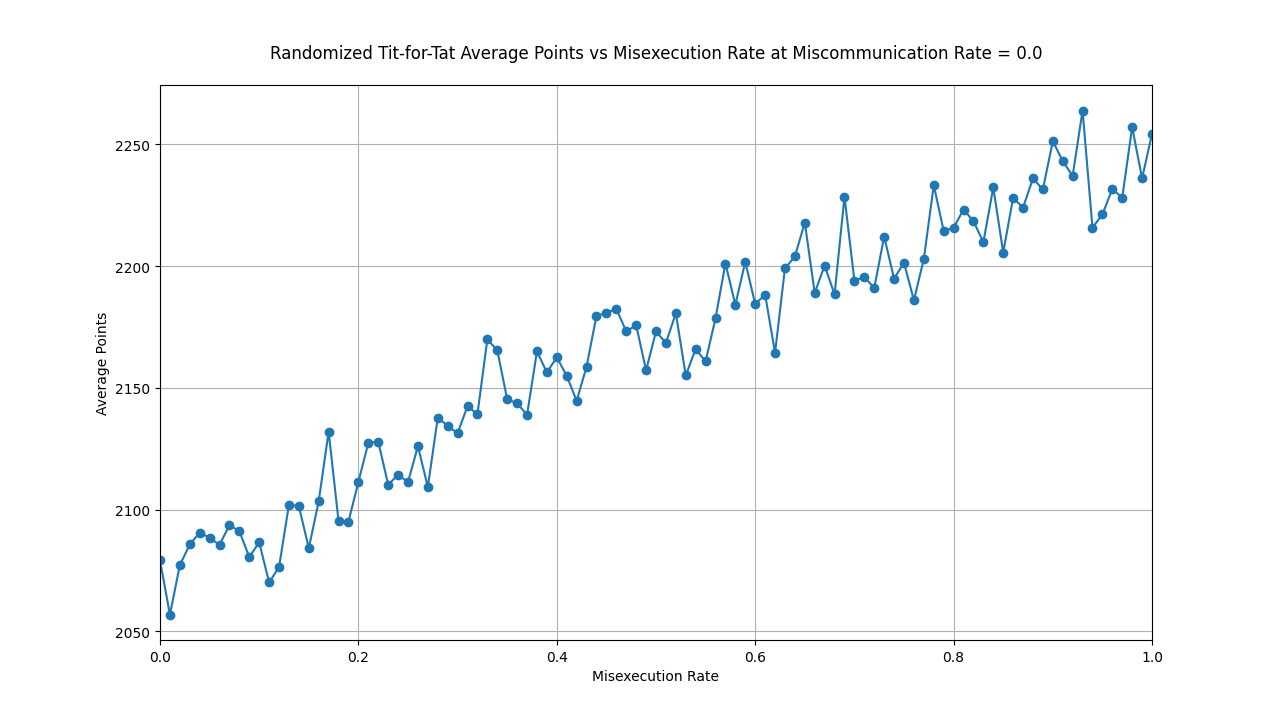 Randomized Tit-for-Tat Average Points vs Misexecution Rate at Miscommunication Rate = 0.0
2250
2200
2150
2100
2050
Average Points
0.0 0.2 0.4 0.6 0.8 1.0
Misexecution Rate